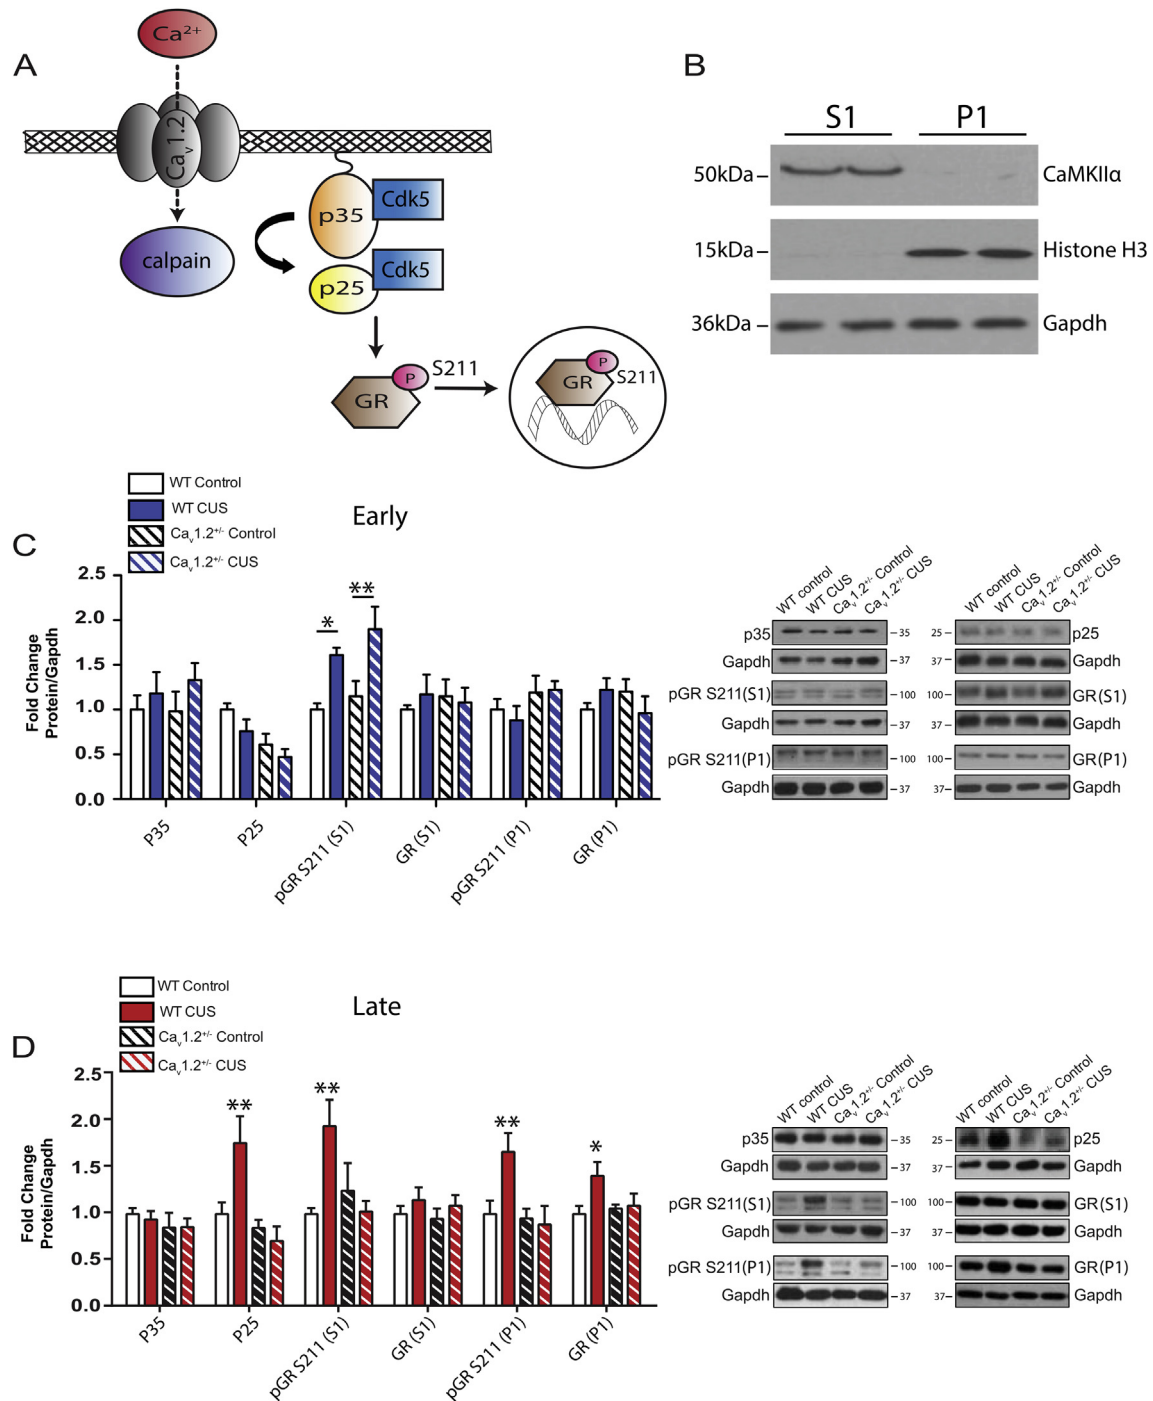 A
Ca²⁺
Caᵥ1.2
calpain
p35
Cdk5
p25
Cdk5
GR
P
S211
GR
P
S211
B
S1 P1
50kDa CaMKIIα
15kDa Histone H3
36kDa Gapdh
C
WT Control
WT CUS
Caᵥ1.2⁺/⁻ Control
Caᵥ1.2⁺/⁻ CUS
Early
Fold Change
Protein/Gapdh
2.5
2.0
1.5
1.0
0.5
0.0
* **
P35 P25 pGR S211 (S1) GR (S1) pGR S211 (P1) GR (P1)
WT control WT CUS Caᵥ1.2⁺/⁻ Control Caᵥ1.2⁺/⁻ CUS
p35 35
Gapdh 37
pGR S211(S1) 100
Gapdh 37
pGR S211(P1) 100
Gapdh 37
WT control WT CUS Caᵥ1.2⁺/⁻ Control Caᵥ1.2⁺/⁻ CUS
25 p25
37 Gapdh
100 GR(S1)
37 Gapdh
100 GR(P1)
37 Gapdh
D
WT Control
WT CUS
Caᵥ1.2⁺/⁻ Control
Caᵥ1.2⁺/⁻ CUS
Late
Fold Change
Protein/Gapdh
2.5
2.0
1.5
1.0
0.5
0.0
** ** ** *
P35 P25 pGR S211 (S1) GR (S1) pGR S211 (P1) GR (P1)
WT control WT CUS Caᵥ1.2⁺/⁻ Control Caᵥ1.2⁺/⁻ CUS
p35 35
Gapdh 37
pGR S211(S1) 100
Gapdh 37
pGR S211(P1) 100
Gapdh 37
WT control WT CUS Caᵥ1.2⁺/⁻ Control Caᵥ1.2⁺/⁻ CUS
25 p25
37 Gapdh
100 GR(S1)
37 Gapdh
100 GR(P1)
37 Gapdh